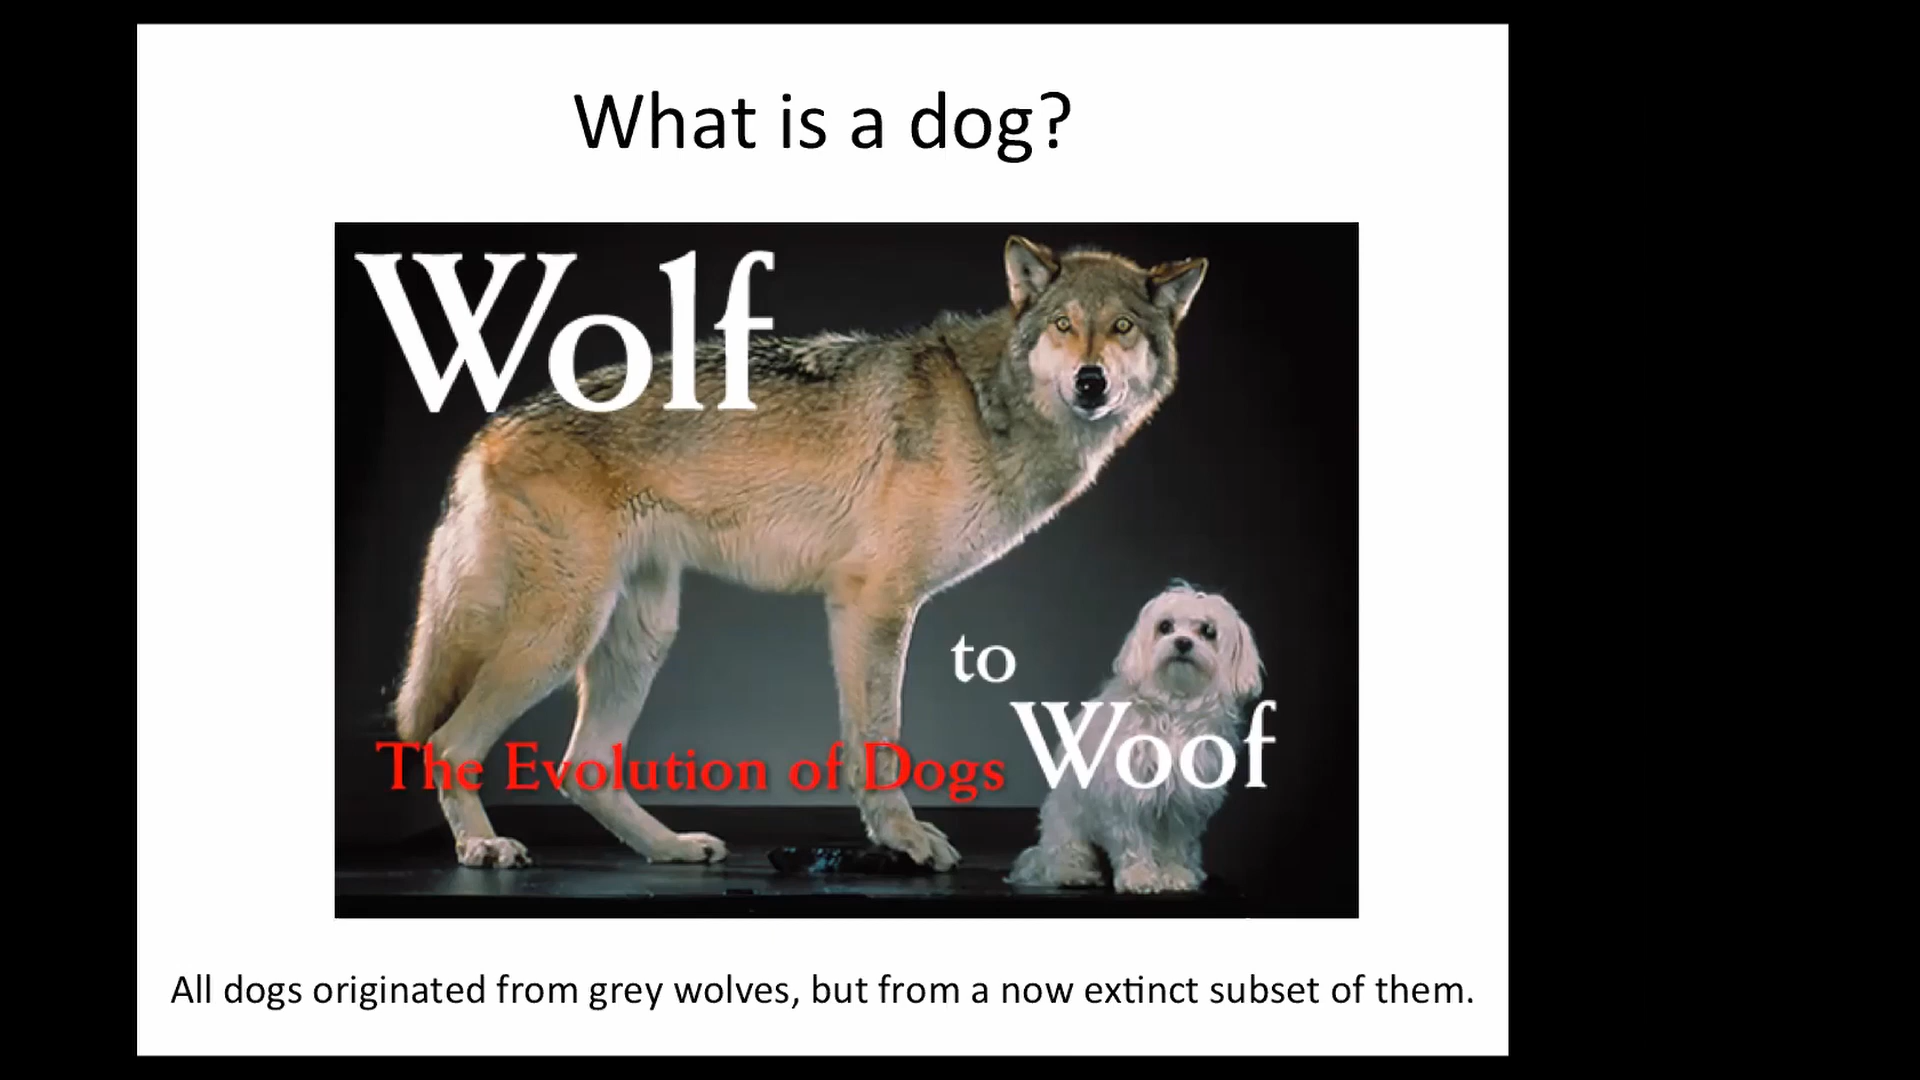 What is a dog?
Wolf
to
Woof
The Evolution of Dogs
All dogs originated from grey wolves, but from a now extinct subset of them.